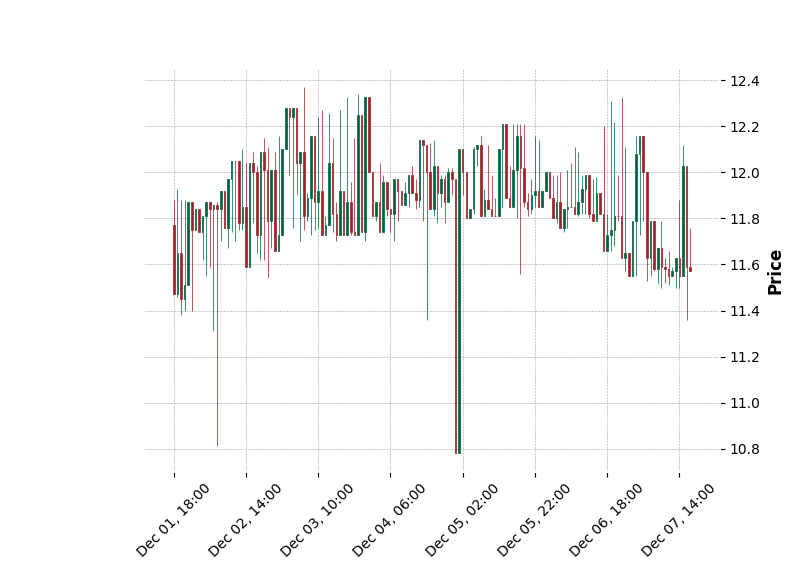 12.4
12.2
12.0
11.8
11.6
11.4
11.2
11.0
10.8
Price
Dec 01, 18:00
Dec 02, 14:00
Dec 03, 10:00
Dec 04, 06:00
Dec 05, 02:00
Dec 05, 22:00
Dec 06, 18:00
Dec 07, 14:00